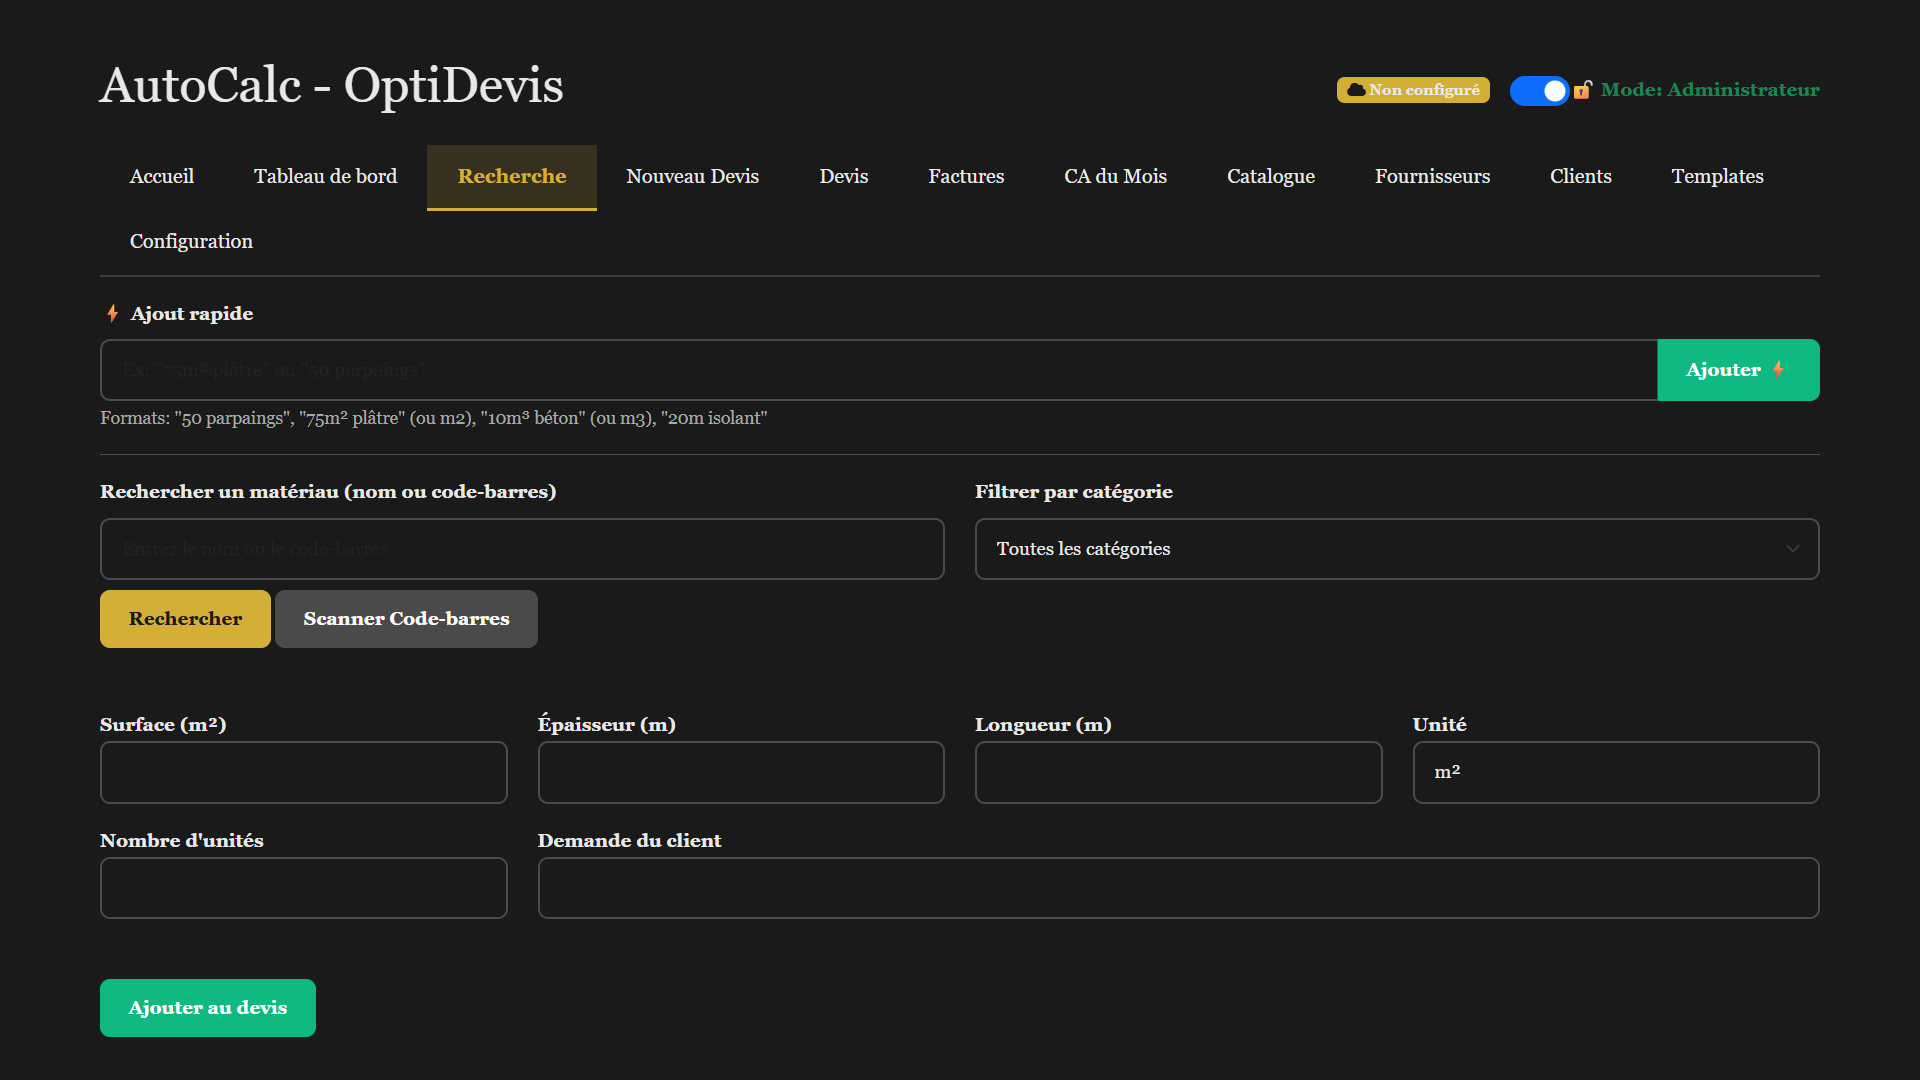 AutoCalc - OptiDevis
Non configuré
Mode: Administrateur
Accueil
Tableau de bord
Recherche
Nouveau Devis
Devis
Factures
CA du Mois
Catalogue
Fournisseurs
Clients
Templates
Configuration
Ajout rapide
Ex: "75m² plâtre" ou "50 parpaings"
Ajouter
Formats: "50 parpaings", "75m² plâtre" (ou m2), "10m³ béton" (ou m3), "20m isolant"
Rechercher un matériau (nom ou code-barres)
Filtrer par catégorie
Entrez le nom ou le code-barres
Toutes les catégories
Rechercher
Scanner Code-barres
Surface (m²)
Épaisseur (m)
Longueur (m)
Unité
m²
Nombre d'unités
Demande du client
Ajouter au devis